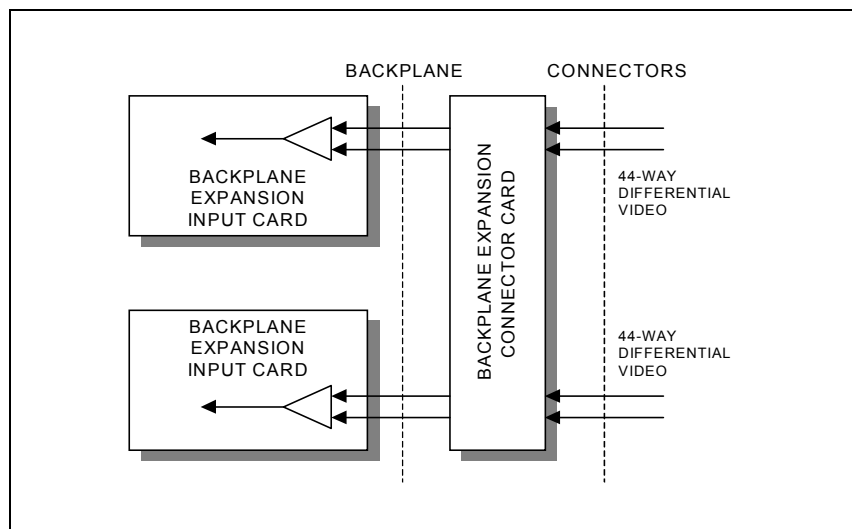 BACKPLANE
CONNECTORS
BACKPLANE
EXPANSION
INPUT CARD
BACKPLANE EXPANSION
CONNECTOR CARD
44-WAY
DIFFERENTIAL
VIDEO
BACKPLANE
EXPANSION
INPUT CARD
44-WAY
DIFFERENTIAL
VIDEO